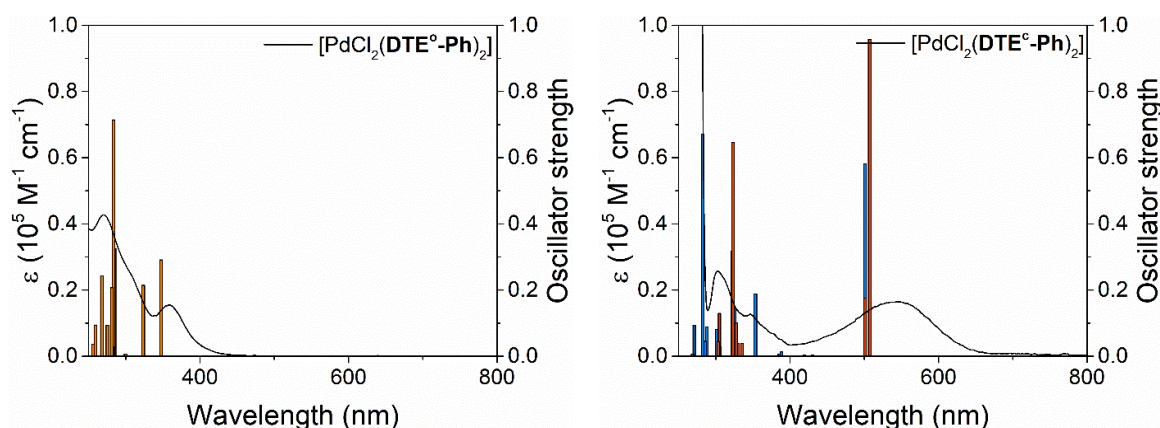 [PdCl₂(DTEᵒ-Ph)₂]
1.0
0.8
0.6
0.4
0.2
0.0
ε (10⁵ M⁻¹ cm⁻¹)
1.0
0.8
0.6
0.4
0.2
0.0
Oscillator strength
400 600 800
Wavelength (nm)
[PdCl₂(DTEᶜ-Ph)₂]
1.0
0.8
0.6
0.4
0.2
0.0
ε (10⁵ M⁻¹ cm⁻¹)
1.0
0.8
0.6
0.4
0.2
0.0
Oscillator strength
400 600 800
Wavelength (nm)